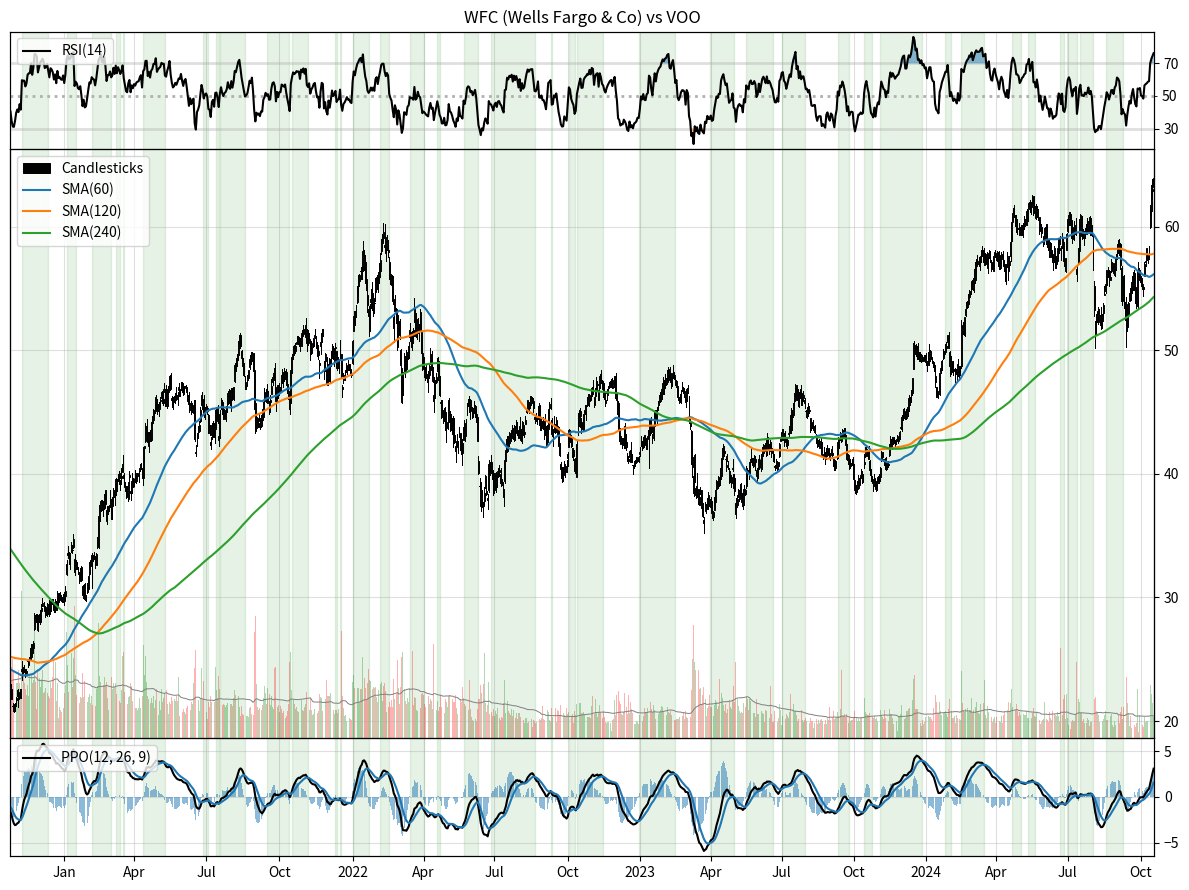 WFC (Wells Fargo & Co) vs VOO
RSI(14)
70
50
30
Candlesticks
SMA(60)
SMA(120)
SMA(240)
60
50
40
30
20
PPO(12, 26, 9)
5
0
−5
Jan Apr Jul Oct 2022 Apr Jul Oct 2023 Apr Jul Oct 2024 Apr Jul Oct